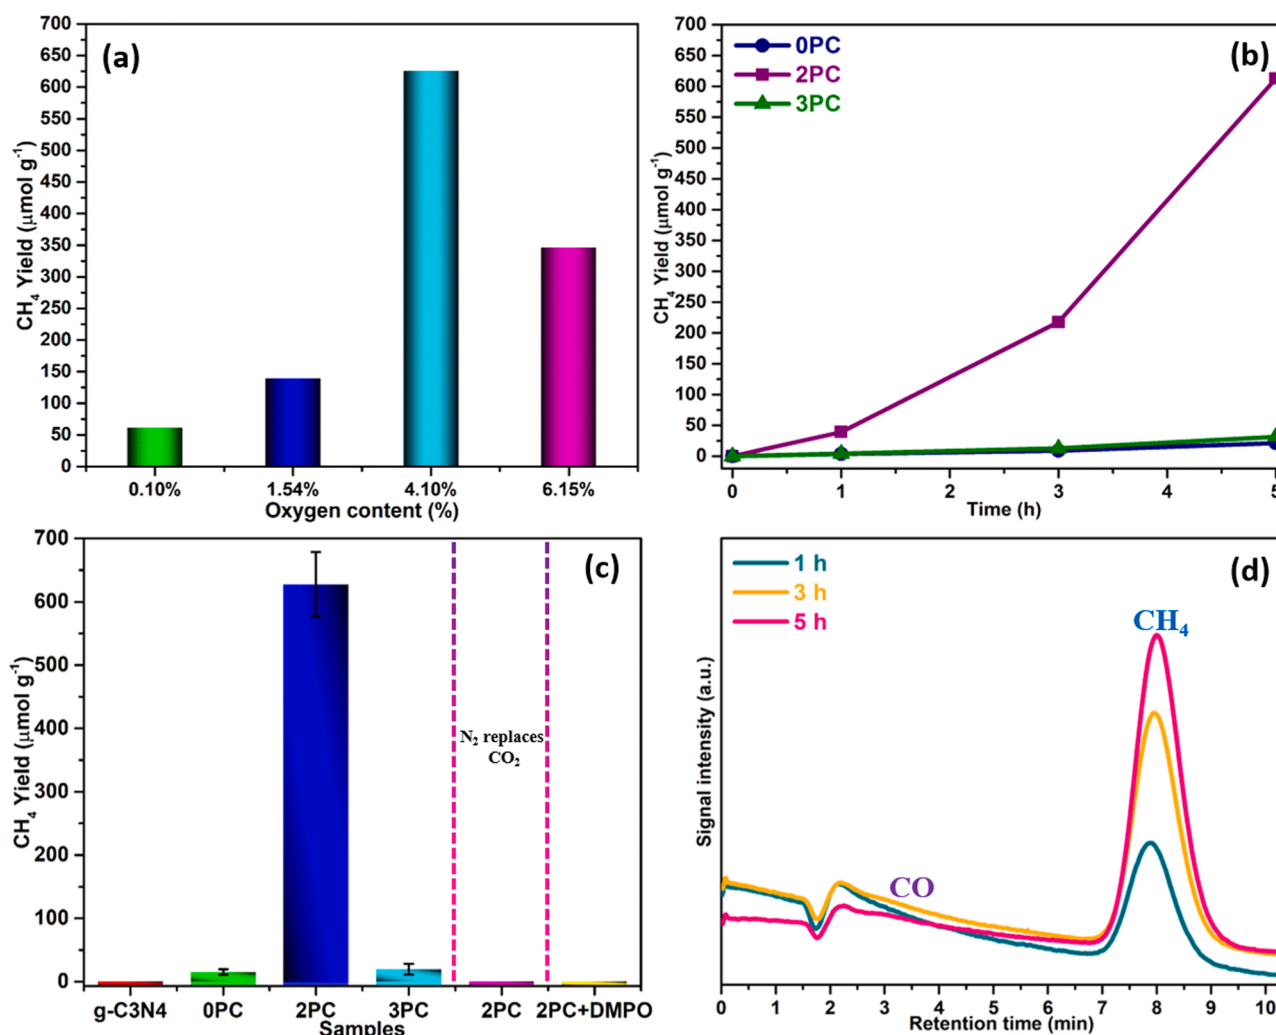 (a)
CH₄ Yield (μmol g⁻¹)
700
650
600
550
500
450
400
350
300
250
200
150
100
50
0
0.10% 1.54% 4.10% 6.15%
Oxygen content (%)
(b)
0PC
2PC
3PC
CH₄ Yield (μmol g⁻¹)
700
650
600
550
500
450
400
350
300
250
200
150
100
50
0
0 1 2 3 4 5
Time (h)
(c)
CH₄ Yield (μmol g⁻¹)
700
600
500
400
300
200
100
0
N₂ replaces
CO₂
g-C3N4 0PC 2PC 3PC 2PC 2PC+DMPO
Samples
(d)
1 h
3 h
5 h
CH₄
CO
Signal intensity (a.u.)
0 1 2 3 4 5 6 7 8 9 10
Retention time (min)